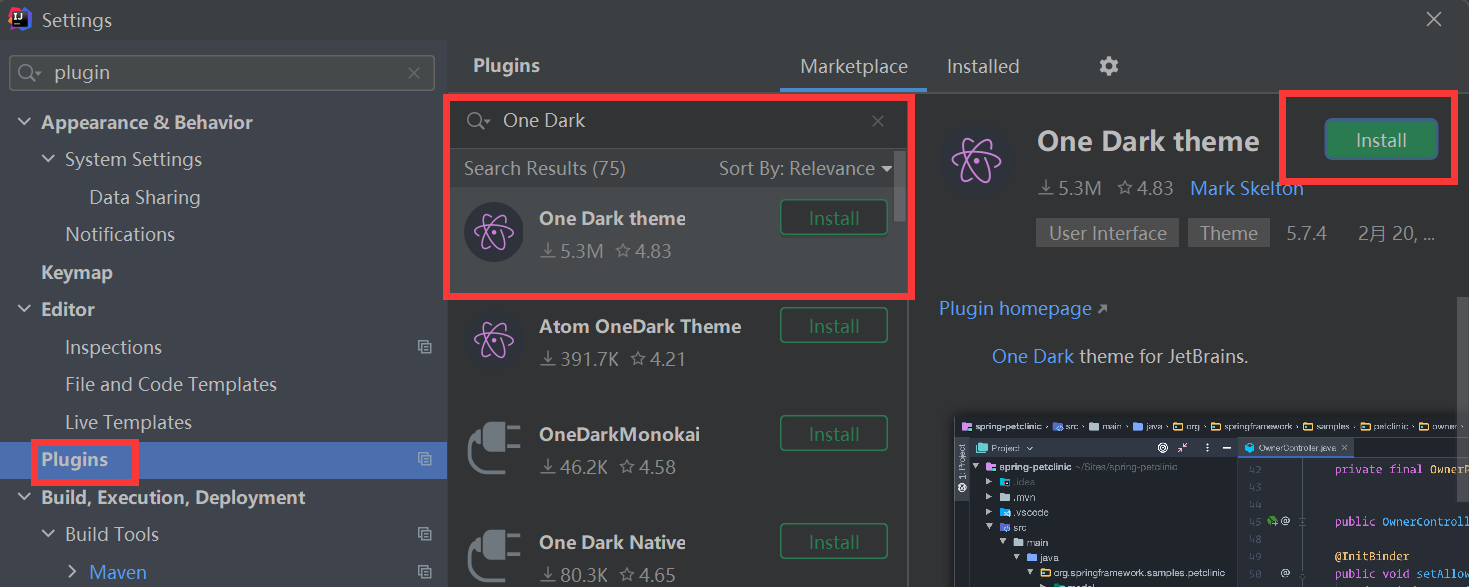 Settings
plugin
Appearance & Behavior
System Settings
Data Sharing
Notifications
Keymap
Editor
Inspections
File and Code Templates
Live Templates
Plugins
Build, Execution, Deployment
Build Tools
Maven
Plugins
Marketplace
Installed
One Dark
Search Results (75)
Sort By: Relevance
One Dark theme
Install
5.3M
4.83
Atom OneDark Theme
Install
391.7K
4.21
OneDarkMonokai
Install
46.2K
4.58
One Dark Native
Install
80.3K
4.65
One Dark theme
Install
5.3M
4.83
Mark Skelton
User Interface
Theme
5.7.4
2月 20, ...
Plugin homepage
One Dark theme for JetBrains.
spring-petclinic
src
main
java
org
springframework
samples
petclinic
owner
1: Project
Project
OwnerController.java
spring-petclinic ~/Sites/spring-petclinic
.idea
.mvn
.vscode
src
main
java
org.springframework.samples.petclinic
model
42
private final
43
44
45
public OwnerControll
48
49
@InitBinder
50
public void setAllow